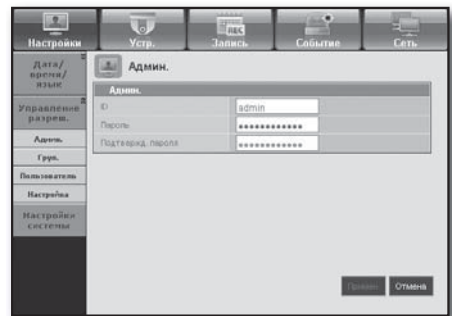 Настройки
Устр.
Запись
Событие
Сеть
Дата/
время/
язык
Управление
разреш.
Админ.
Груп.
Пользователь
Настройка
Настройки
системы
Админ.
Админ.
ID
admin
Пароль
************
Подтвержд. пароля
************
Примен
Отмена